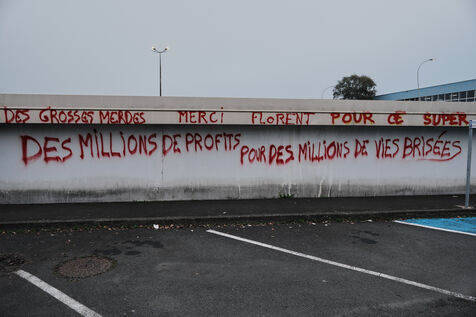 DES GROSSES MERDES MERCI FLORENT POUR CE SUPER
DES MILLIONS DE PROFITS POUR DES MILLIONS DE VIES BRISÉES